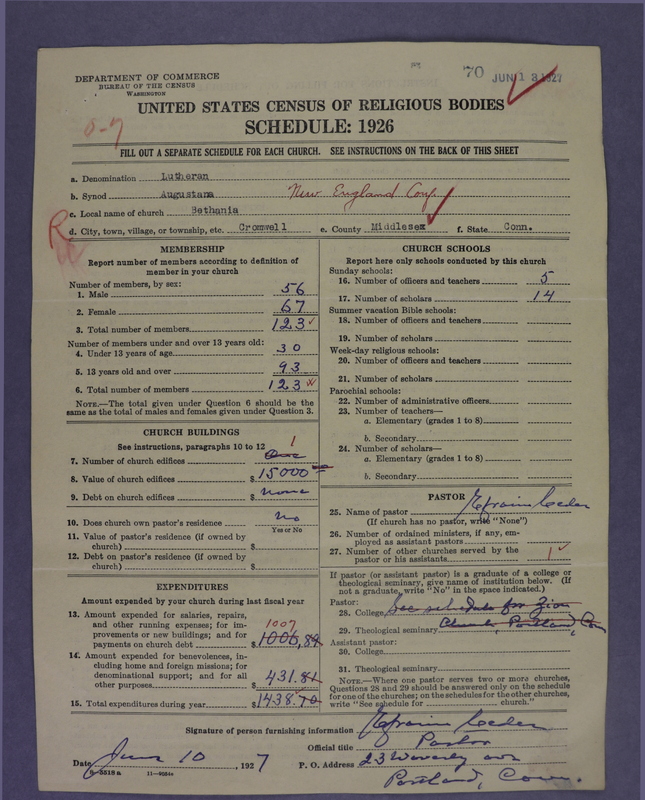 70 JUN 13 1927
DEPARTMENT OF COMMERCE
BUREAU OF THE CENSUS
WASHINGTON
UNITED STATES CENSUS OF RELIGIOUS BODIES
SCHEDULE: 1926
FILL OUT A SEPARATE SCHEDULE FOR EACH CHURCH. SEE INSTRUCTIONS ON THE BACK OF THIS SHEET
a. Denomination Lutheran
b. Synod Augustana New England Conf.
c. Local name of church Bethania
d. City, town, village, or township, etc. Cromwell e. County Middlesex f. State Conn.
MEMBERSHIP
Report number of members according to definition of
member in your church
Number of members, by sex:
1. Male 56
2. Female 67
3. Total number of members 123
Number of members under and over 13 years old:
4. Under 13 years of age 30
5. 13 years old and over 93
6. Total number of members 123
NOTE.—The total given under Question 6 should be
the same as the total of males and females given under Question 3.
CHURCH BUILDINGS
See instructions, paragraphs 10 to 12
7. Number of church edifices One 1
8. Value of church edifices $ 15000
9. Debt on church edifices $ none
10. Does church own pastor's residence no
Yes or No
11. Value of pastor's residence (if owned by
church) $
12. Debt on pastor's residence (if owned by
church) $
EXPENDITURES
Amount expended by your church during last fiscal year
13. Amount expended for salaries, repairs,
and other running expenses; for im-
provements or new buildings; and for
payments on church debt $ 1006,89 1007
14. Amount expended for benevolences, in-
cluding home and foreign missions; for
denominational support; and for all
other purposes 431.81
15. Total expenditures during year $ 1438.70
CHURCH SCHOOLS
Report here only schools conducted by this church
Sunday schools:
16. Number of officers and teachers 5
17. Number of scholars 14
Summer vacation Bible schools:
18. Number of officers and teachers
19. Number of scholars
Week-day religious schools:
20. Number of officers and teachers
21. Number of scholars
Parochial schools:
22. Number of administrative officers
23. Number of teachers—
a. Elementary (grades 1 to 8)
b. Secondary
24. Number of scholars—
a. Elementary (grades 1 to 8)
b. Secondary
PASTOR
25. Name of pastor Efraim Ceder
(If church has no pastor, write "None")
26. Number of ordained ministers, if any, em-
ployed as assistant pastors
27. Number of other churches served by the
pastor or his assistants 1
If pastor (or assistant pastor) is a graduate of a college or
theological seminary, give name of institution below. (If
not a graduate, write "No" in the space indicated.)
Pastor:
28. College See schedule for Zion
29. Theological seminary Church, Portland, Conn
Assistant pastor:
30. College
31. Theological seminary
NOTE.—Where one pastor serves two or more churches,
Questions 28 and 29 should be answered only on the schedule
for one of the churches; on the schedules for the other churches,
write "See schedule for church."
Signature of person furnishing information Efraim Ceder
Official title Pastor
Date June 10, 1927 P. O. Address 23 Waverly ave
Portland, Conn.